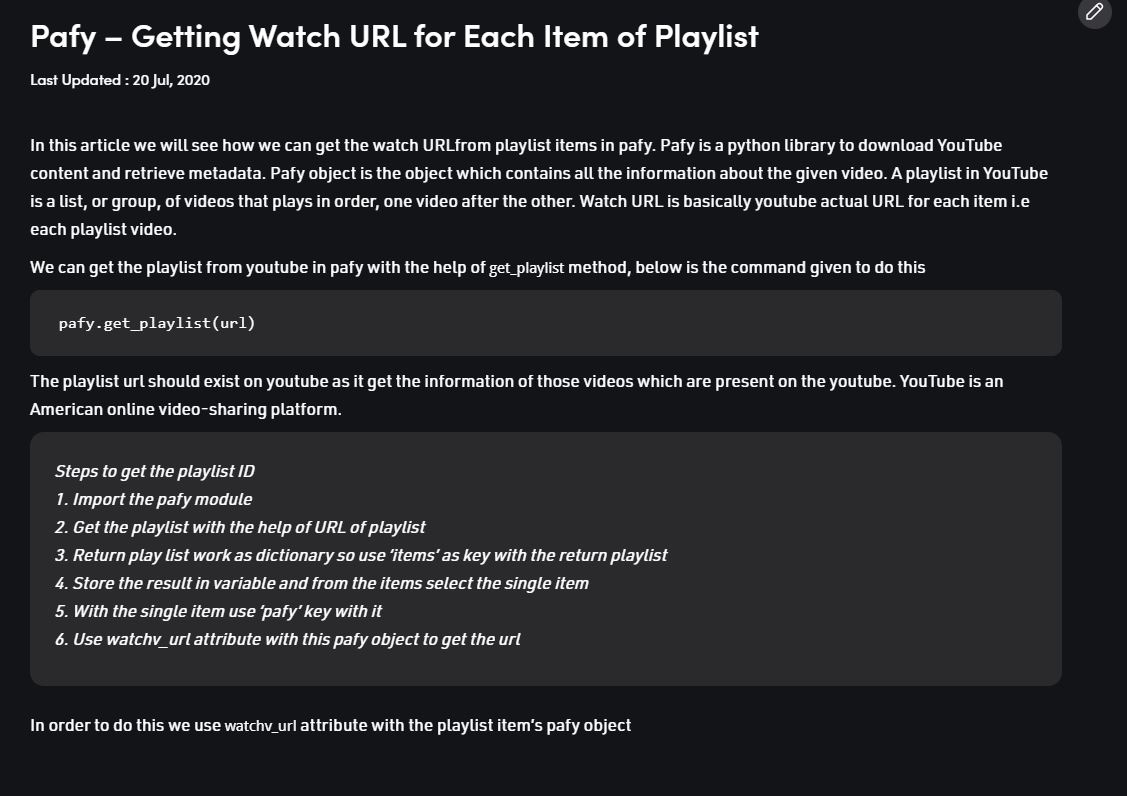 Pafy – Getting Watch URL for Each Item of Playlist
Last Updated : 20 Jul, 2020
In this article we will see how we can get the watch URLfrom playlist items in pafy. Pafy is a python library to download YouTube
content and retrieve metadata. Pafy object is the object which contains all the information about the given video. A playlist in YouTube
is a list, or group, of videos that plays in order, one video after the other. Watch URL is basically youtube actual URL for each item i.e
each playlist video.
We can get the playlist from youtube in pafy with the help of get_playlist method, below is the command given to do this
pafy.get_playlist(url)
The playlist url should exist on youtube as it get the information of those videos which are present on the youtube. YouTube is an
American online video-sharing platform.
Steps to get the playlist ID
1. Import the pafy module
2. Get the playlist with the help of URL of playlist
3. Return play list work as dictionary so use ‘items’ as key with the return playlist
4. Store the result in variable and from the items select the single item
5. With the single item use ‘pafy’ key with it
6. Use watchv_url attribute with this pafy object to get the url
In order to do this we use watchv_url attribute with the playlist item’s pafy object